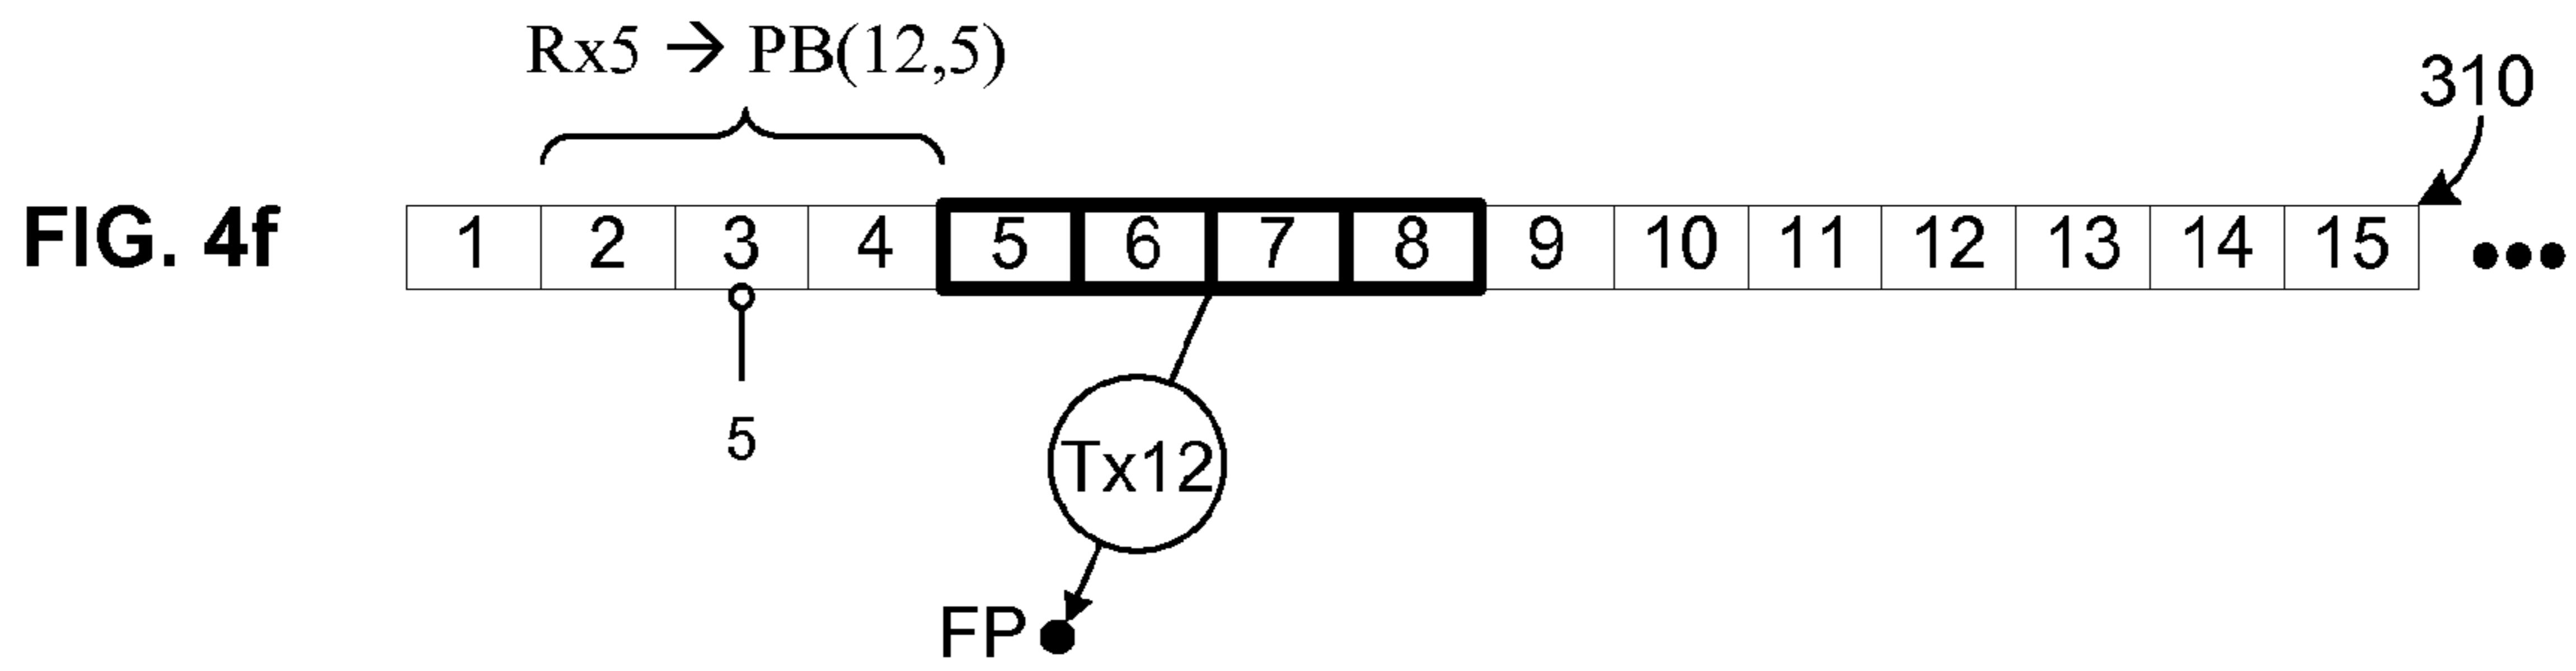 Rx5 → PB(12,5)
310
FIG. 4f 1 2 3 4 5 6 7 8 9 10 11 12 13 14 15 •••
5
Tx12
FP